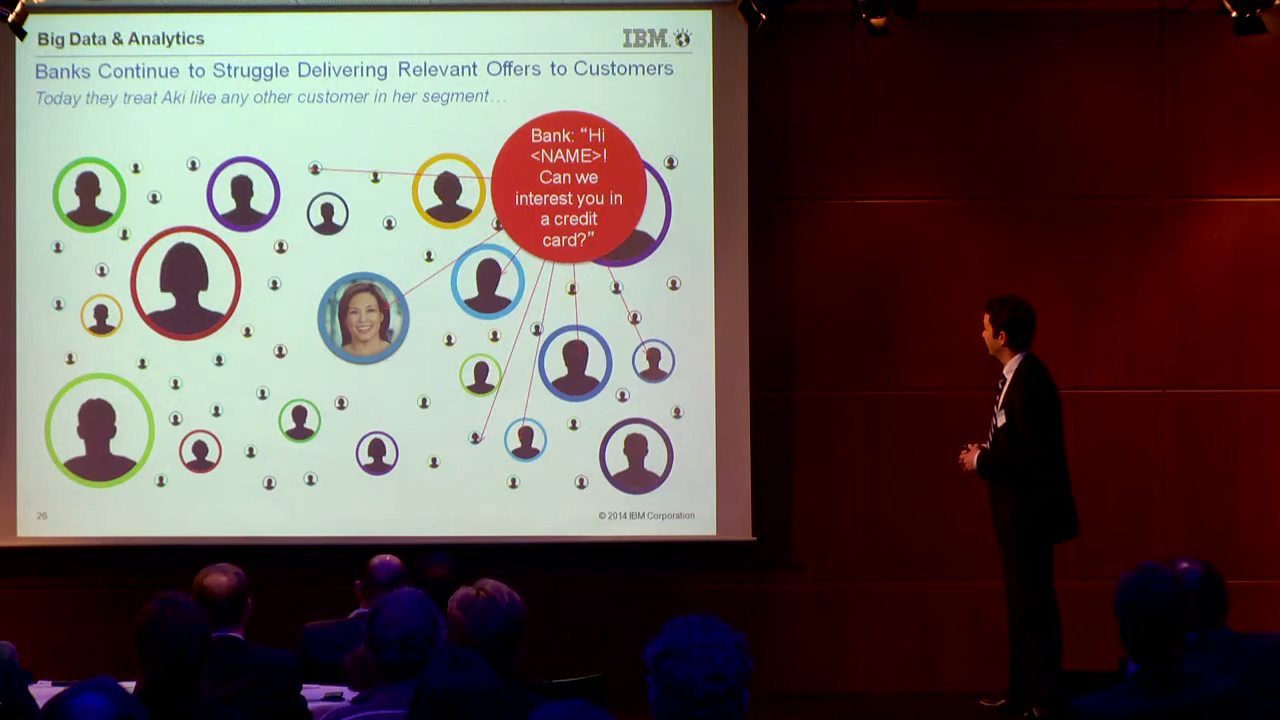 Big Data & Analytics
IBM
Banks Continue to Struggle Delivering Relevant Offers to Customers
Today they treat Aki like any other customer in her segment…
Bank: “Hi
<NAME>!
Can we
interest you in
a credit
card?”
26
© 2014 IBM Corporation